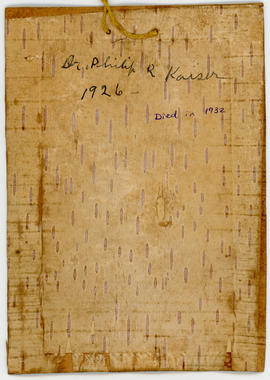 Dr. Philip R Kaiser
1926 -
Died in 1932